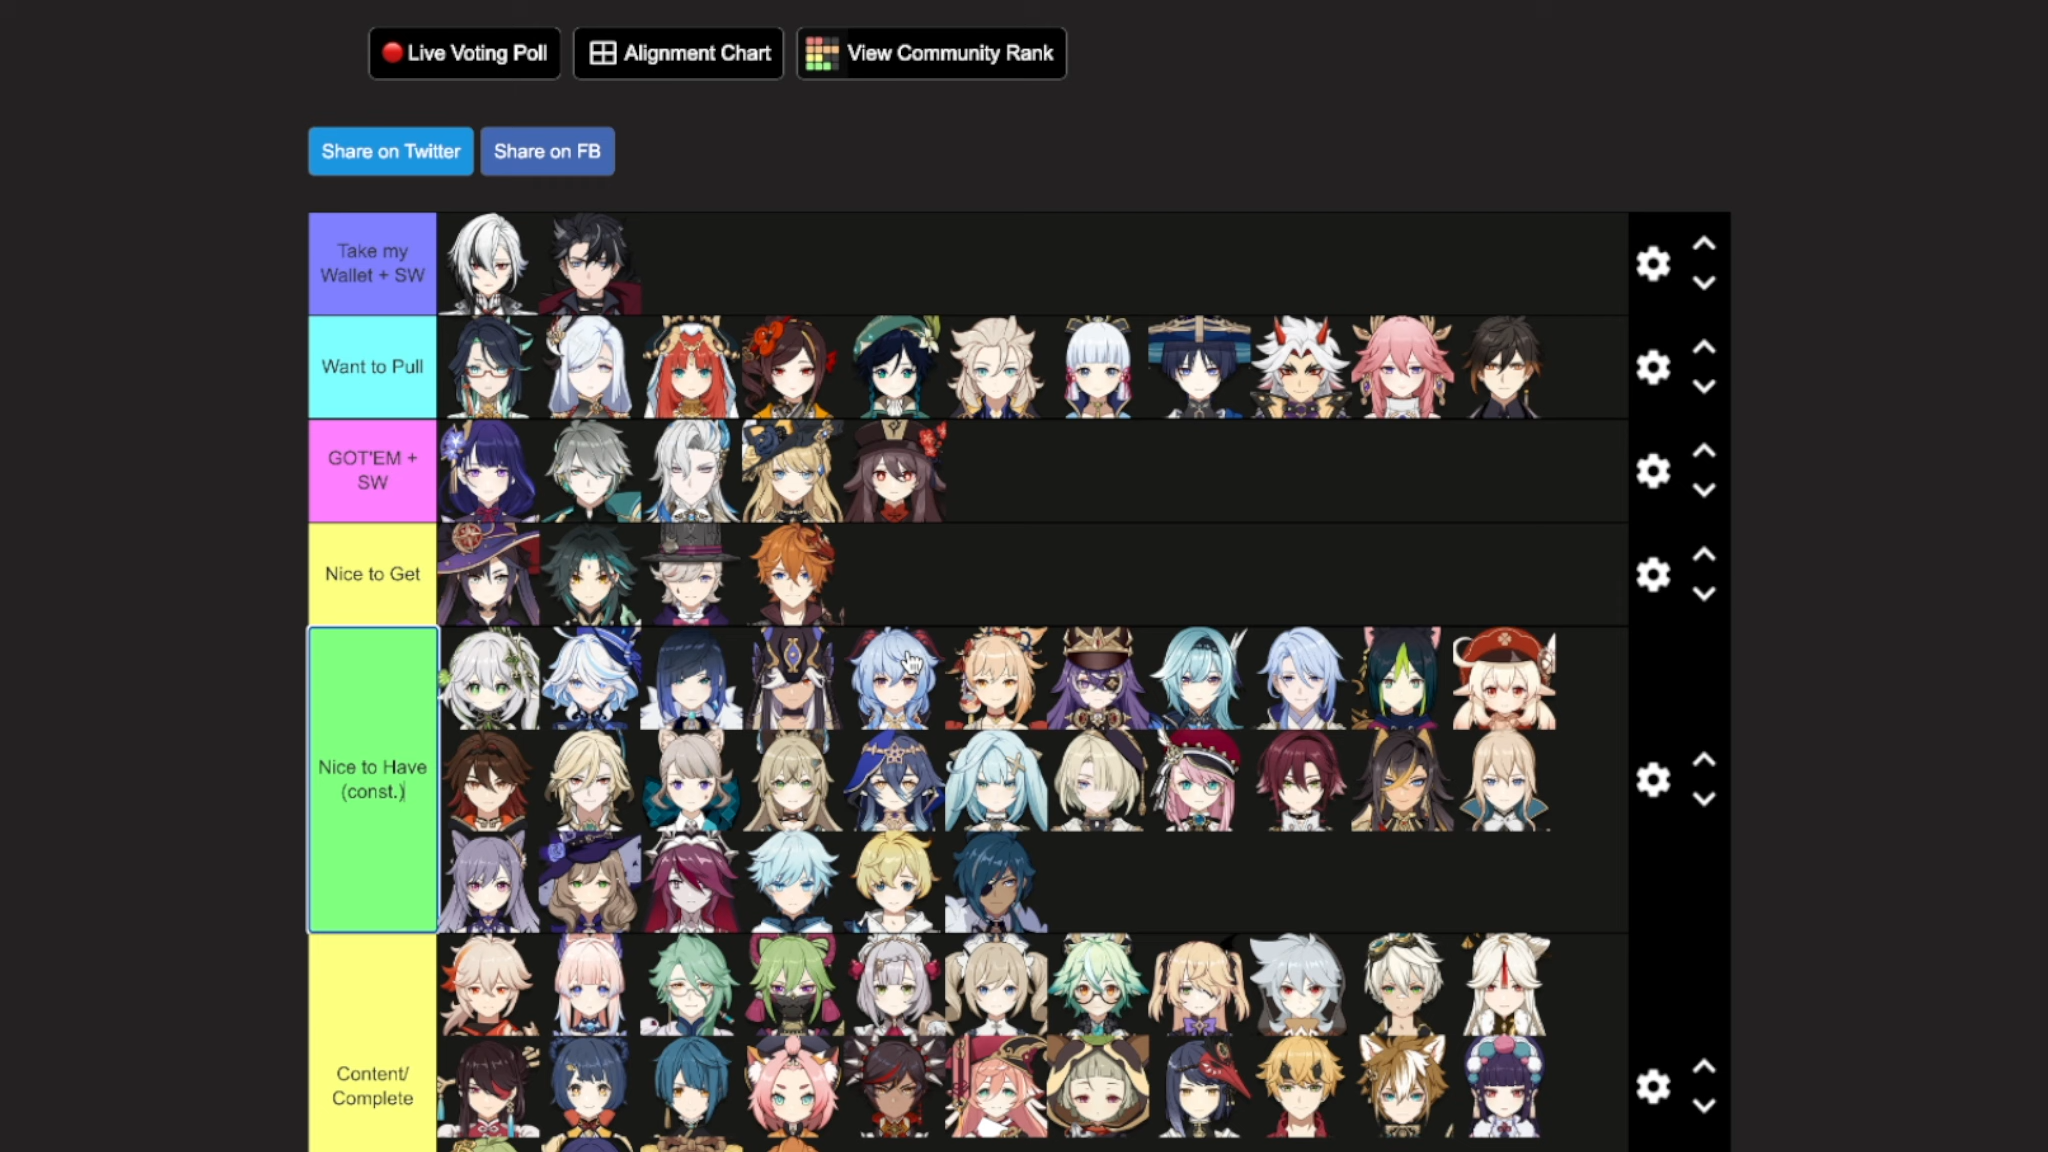 Live Voting Poll
Alignment Chart
View Community Rank
Share on Twitter
Share on FB
Take my
Wallet + SW
Want to Pull
GOT'EM +
SW
Nice to Get
Nice to Have
(const.)
Content/
Complete